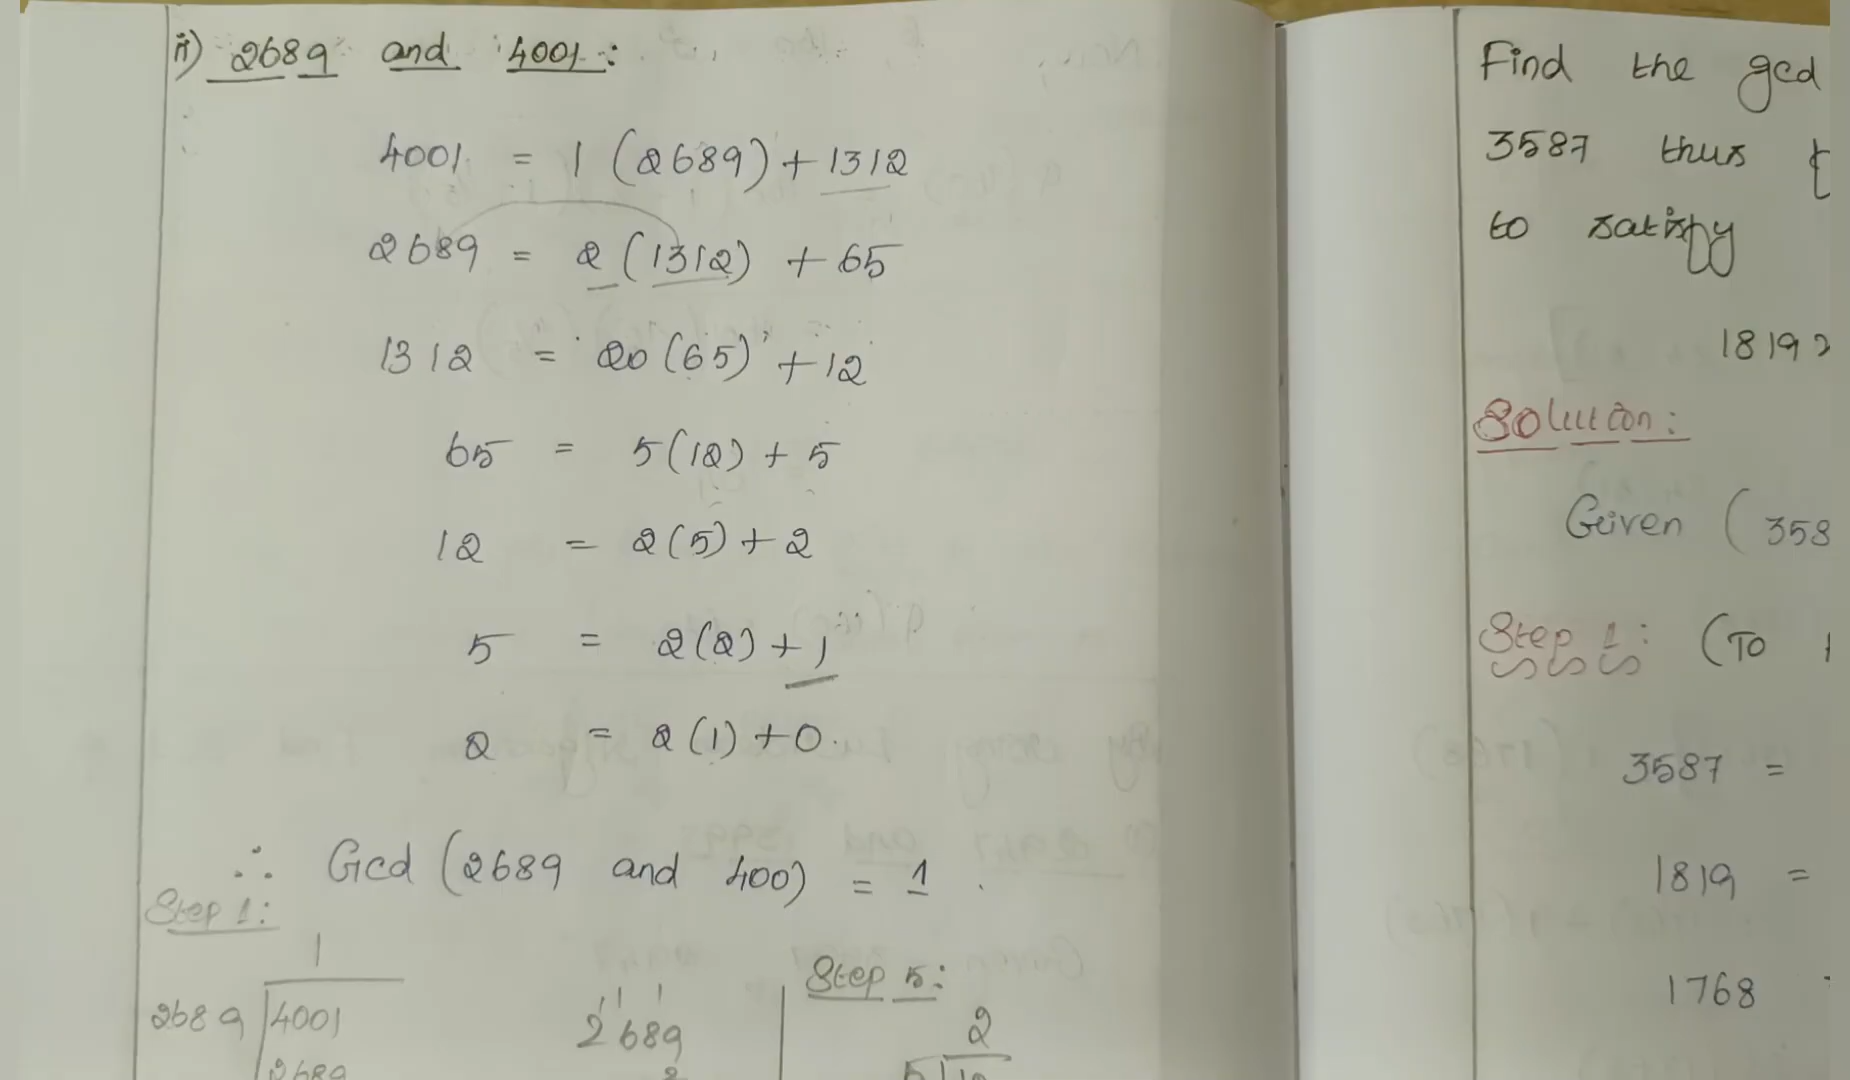 ii) 2689 and 4001:
4001 = 1 (2689) + 1312
2689 = 2 (1312) + 65
1312 = 20 (65) + 12
65 = 5(12) + 5
12 = 2(5) + 2
5 = 2(2) + 1
2 = 2(1) + 0.
∴ Gcd (2689 and 400) = 1.
Step 1:
1
2689 4001
2689
2689
2
Step 5:
2
5
Find the gcd
3587 thus
to satisfy
1819
Solution:
Given (358
Step 1: (To
3587 =
1819 =
1768